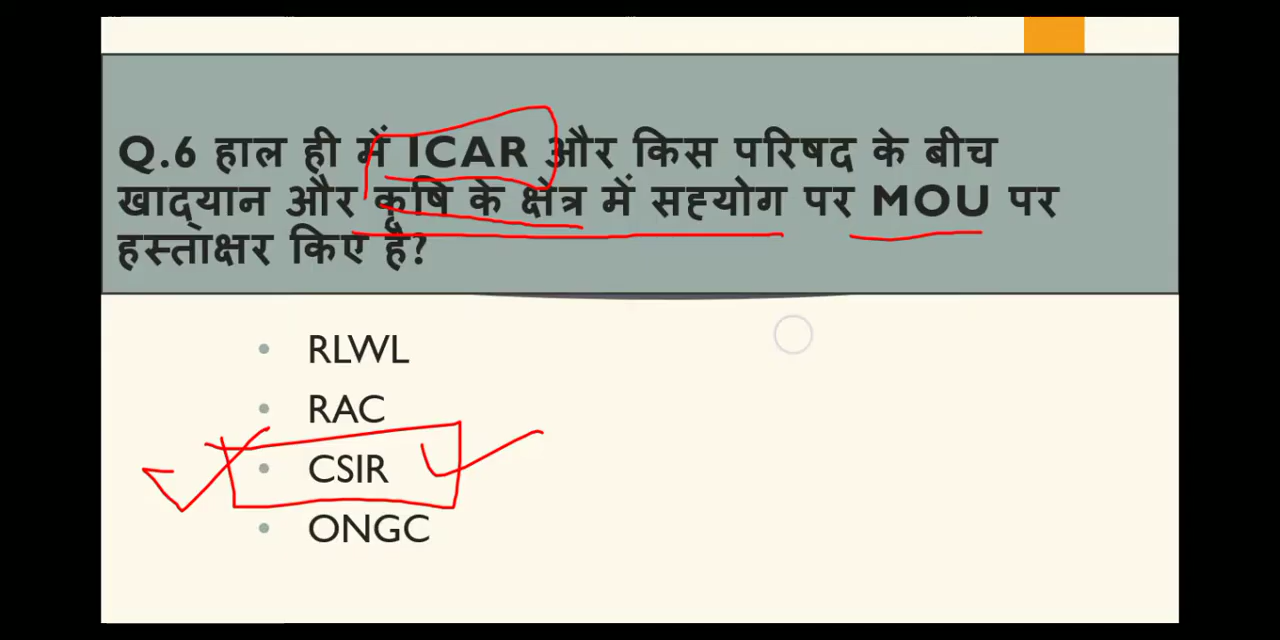 Q.6 हाल ही में ICAR और किस परिषद के बीच
खाद्यान और कृषि के क्षेत्र में सहयोग पर MOU पर
हस्ताक्षर किए है?
RLWL
RAC
CSIR
ONGC